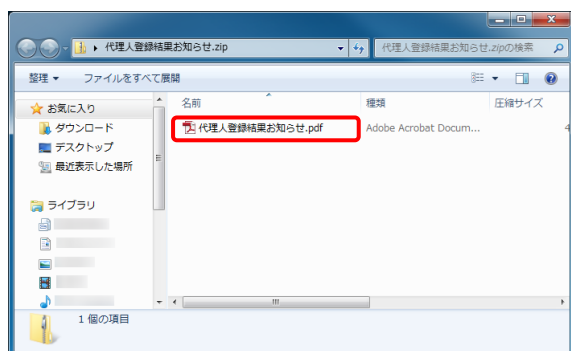 代理人登録結果お知らせ.zip
代理人登録結果お知らせ.zipの検索
整理
ファイルをすべて展開
名前
種類
圧縮サイズ
お気に入り
ダウンロード
デスクトップ
最近表示した場所
ライブラリ
代理人登録結果お知らせ.pdf
Adobe Acrobat Docum...
4
1 個の項目